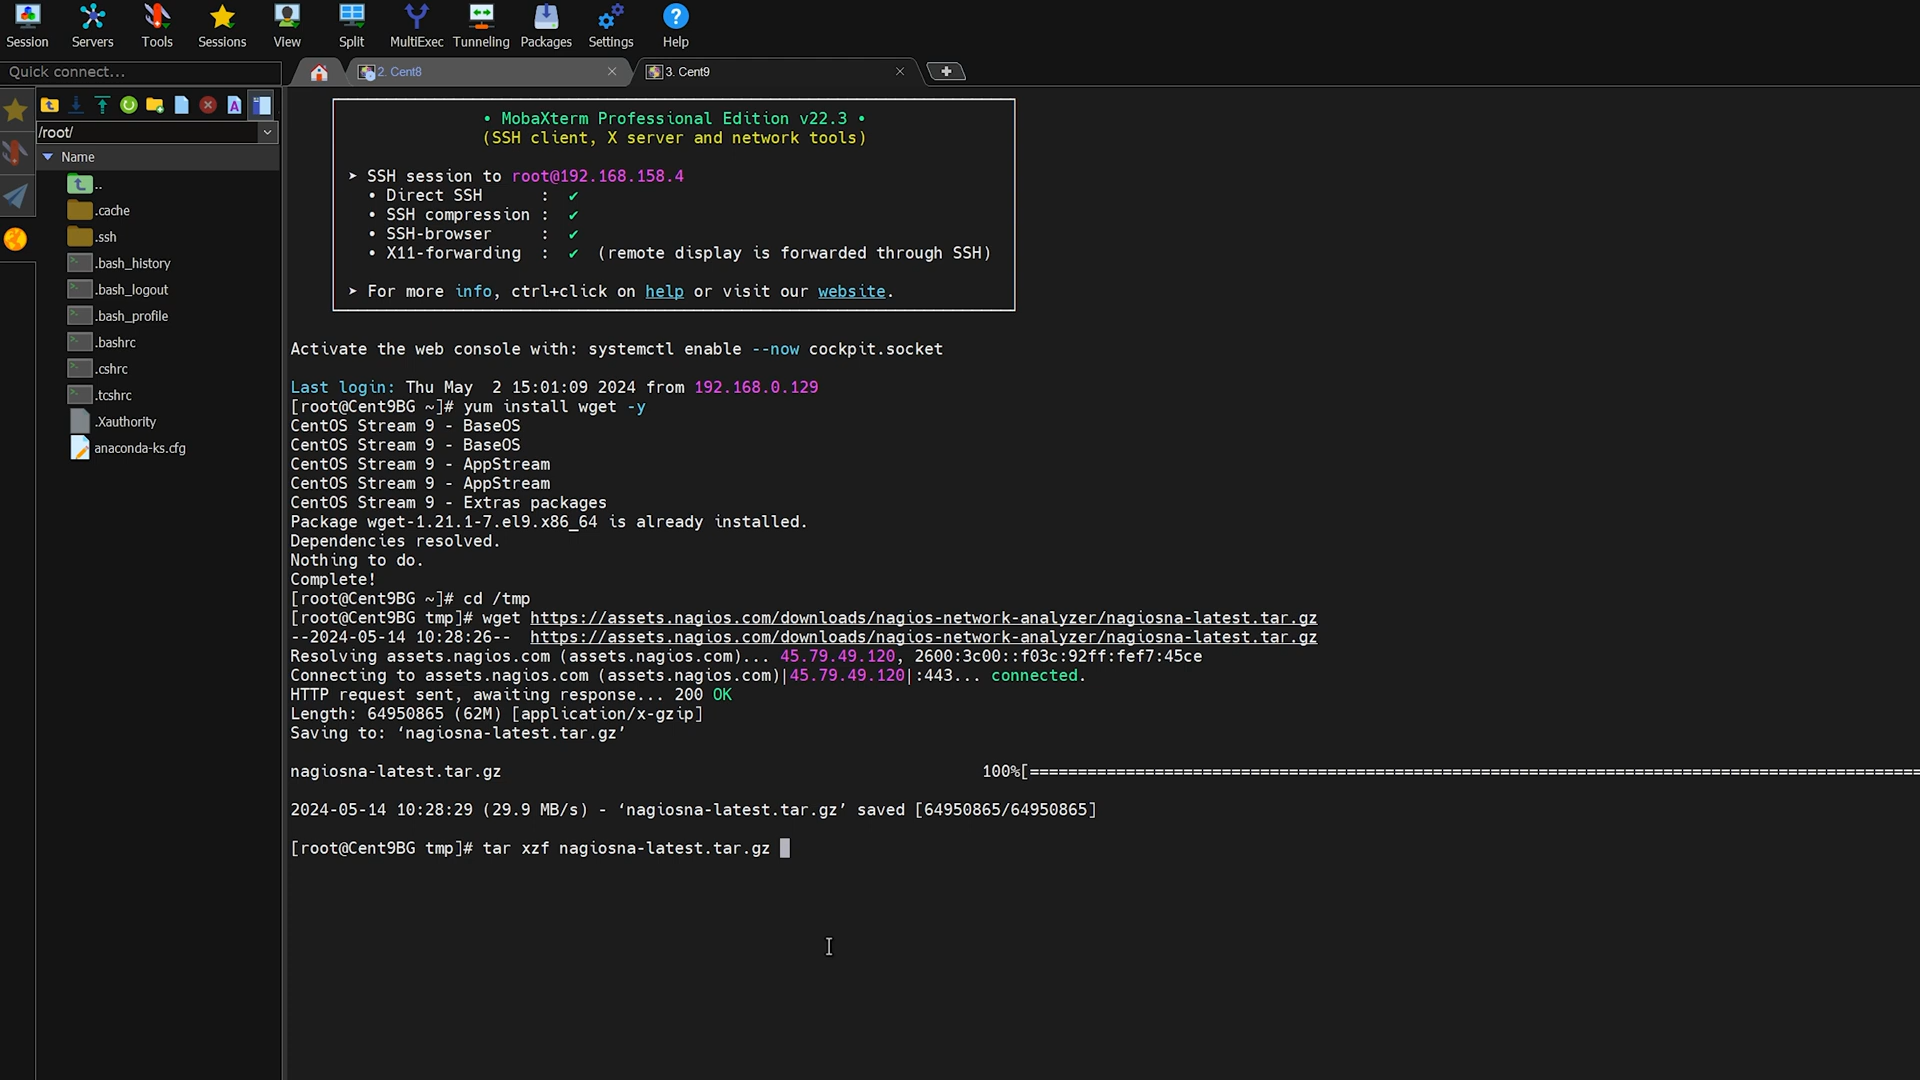 Session Servers Tools Sessions View Split MultiExec Tunneling Packages Settings Help
Quick connect...
2. Cent8
3. Cent9
/root/
Name
..
.cache
.ssh
.bash_history
.bash_logout
.bash_profile
.bashrc
.cshrc
.tcshrc
.Xauthority
anaconda-ks.cfg
• MobaXterm Professional Edition v22.3 •
(SSH client, X server and network tools)
➤ SSH session to root@192.168.158.4
• Direct SSH : ✔
• SSH compression : ✔
• SSH-browser : ✔
• X11-forwarding : ✔ (remote display is forwarded through SSH)
➤ For more info, ctrl+click on help or visit our website.
Activate the web console with: systemctl enable --now cockpit.socket
Last login: Thu May  2 15:01:09 2024 from 192.168.0.129
[root@Cent9BG ~]# yum install wget -y
CentOS Stream 9 - BaseOS
CentOS Stream 9 - BaseOS
CentOS Stream 9 - AppStream
CentOS Stream 9 - AppStream
CentOS Stream 9 - Extras packages
Package wget-1.21.1-7.el9.x86_64 is already installed.
Dependencies resolved.
Nothing to do.
Complete!
[root@Cent9BG ~]# cd /tmp
[root@Cent9BG tmp]# wget https://assets.nagios.com/downloads/nagios-network-analyzer/nagiosna-latest.tar.gz
--2024-05-14 10:28:26--  https://assets.nagios.com/downloads/nagios-network-analyzer/nagiosna-latest.tar.gz
Resolving assets.nagios.com (assets.nagios.com)... 45.79.49.120, 2600:3c00::f03c:92ff:fef7:45ce
Connecting to assets.nagios.com (assets.nagios.com)|45.79.49.120|:443... connected.
HTTP request sent, awaiting response... 200 OK
Length: 64950865 (62M) [application/x-gzip]
Saving to: ‘nagiosna-latest.tar.gz’
nagiosna-latest.tar.gz 100%[=============================================================================================
2024-05-14 10:28:29 (29.9 MB/s) - ‘nagiosna-latest.tar.gz’ saved [64950865/64950865]
[root@Cent9BG tmp]# tar xzf nagiosna-latest.tar.gz